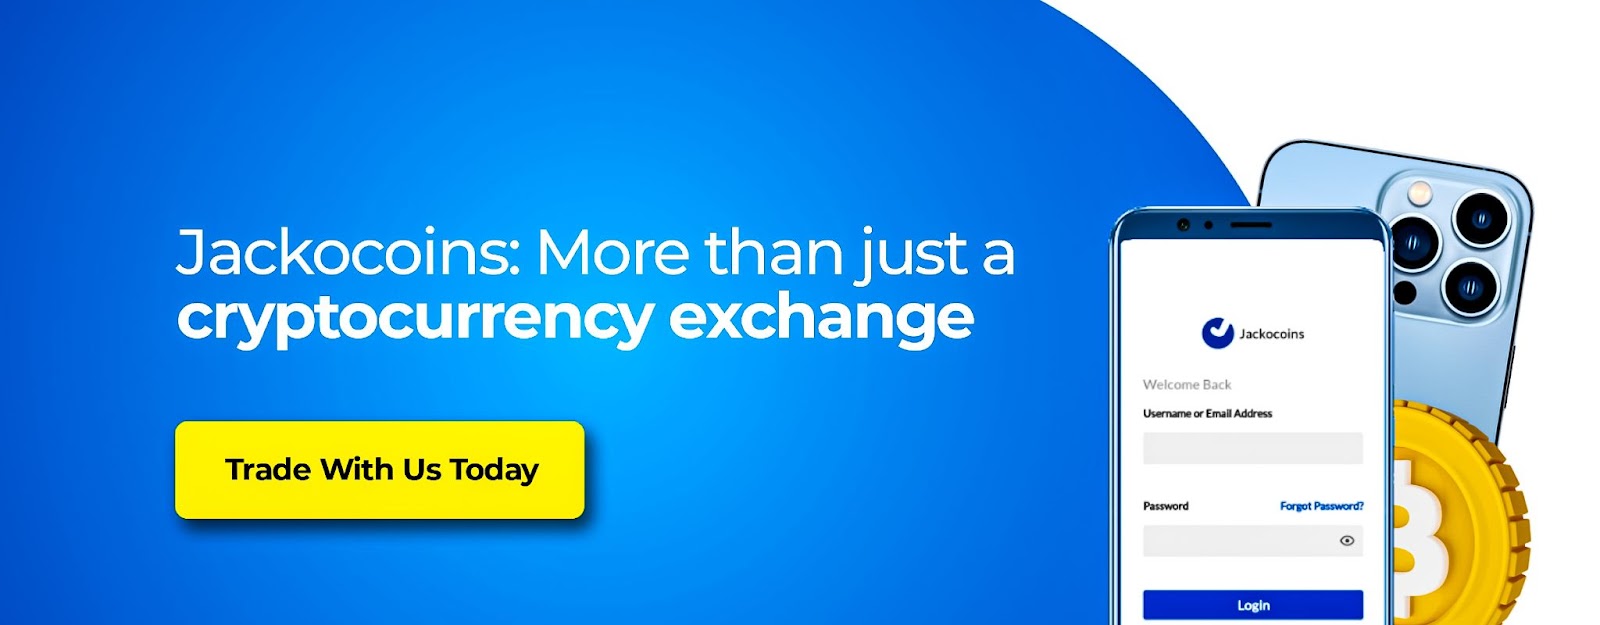 Jackocoins: More than just a
cryptocurrency exchange
Trade With Us Today
Jackocoins
Welcome Back
Username or Email Address
Password
Forgot Password?
Login